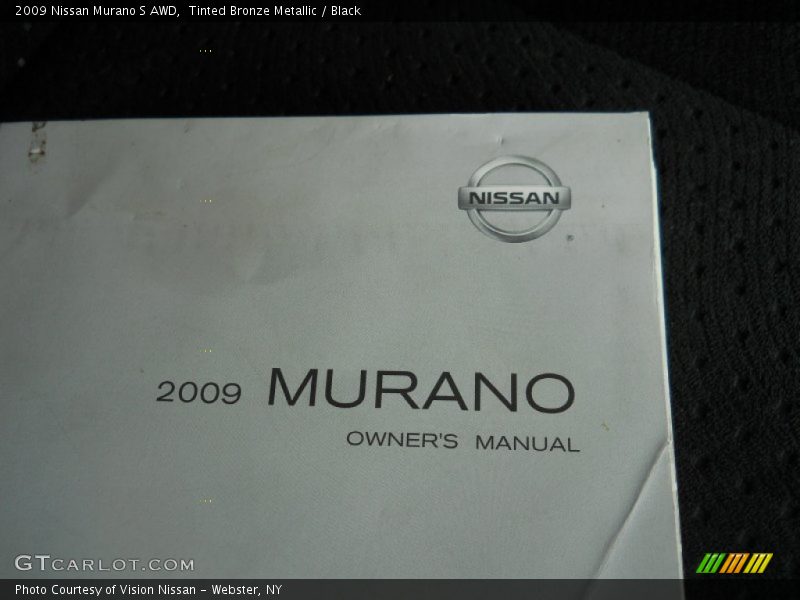 2009 Nissan Murano S AWD,  Tinted Bronze Metallic / Black
NISSAN
2009 MURANO
OWNER'S MANUAL
GTCARLOT.COM
Photo Courtesy of Vision Nissan - Webster, NY